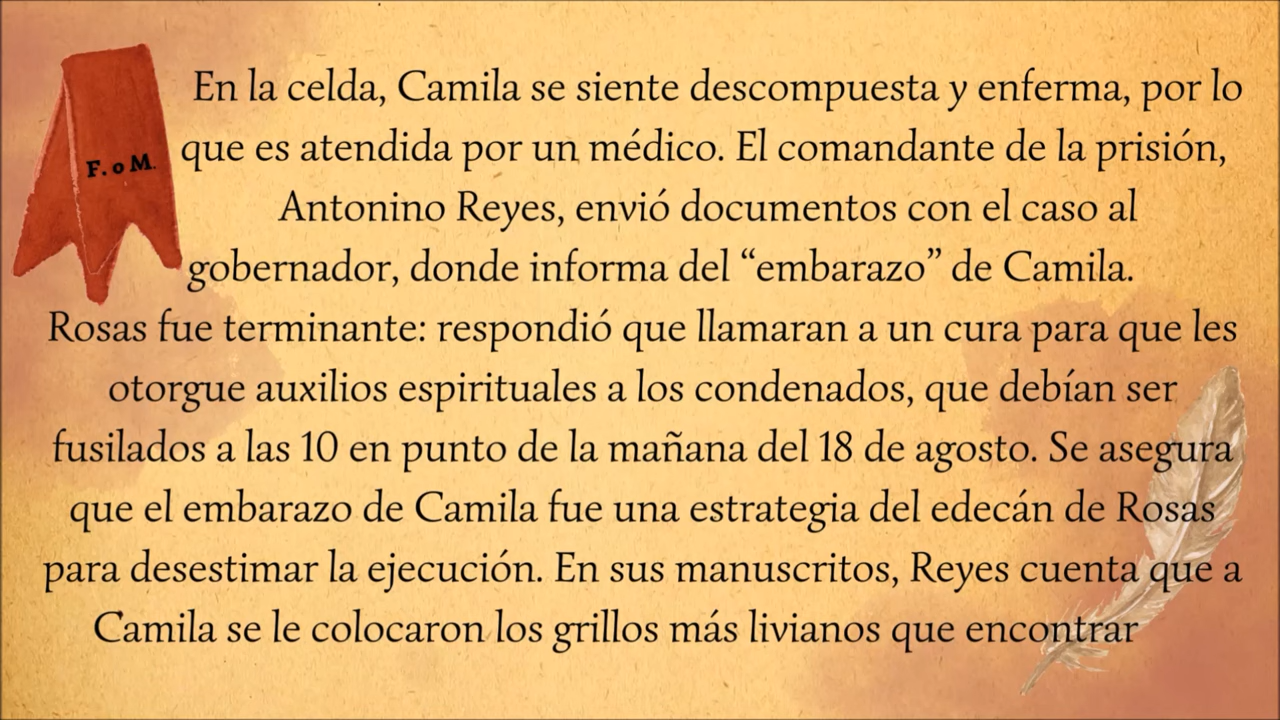 En la celda, Camila se siente descompuesta y enferma, por lo
que es atendida por un médico. El comandante de la prisión,
F. o M.
Antonino Reyes, envió documentos con el caso al
gobernador, donde informa del “embarazo” de Camila.
Rosas fue terminante: respondió que llamaran a un cura para que les
otorgue auxilios espirituales a los condenados, que debían ser
fusilados a las 10 en punto de la mañana del 18 de agosto. Se asegura
que el embarazo de Camila fue una estrategia del edecán de Rosas
para desestimar la ejecución. En sus manuscritos, Reyes cuenta que a
Camila se le colocaron los grillos más livianos que encontrar